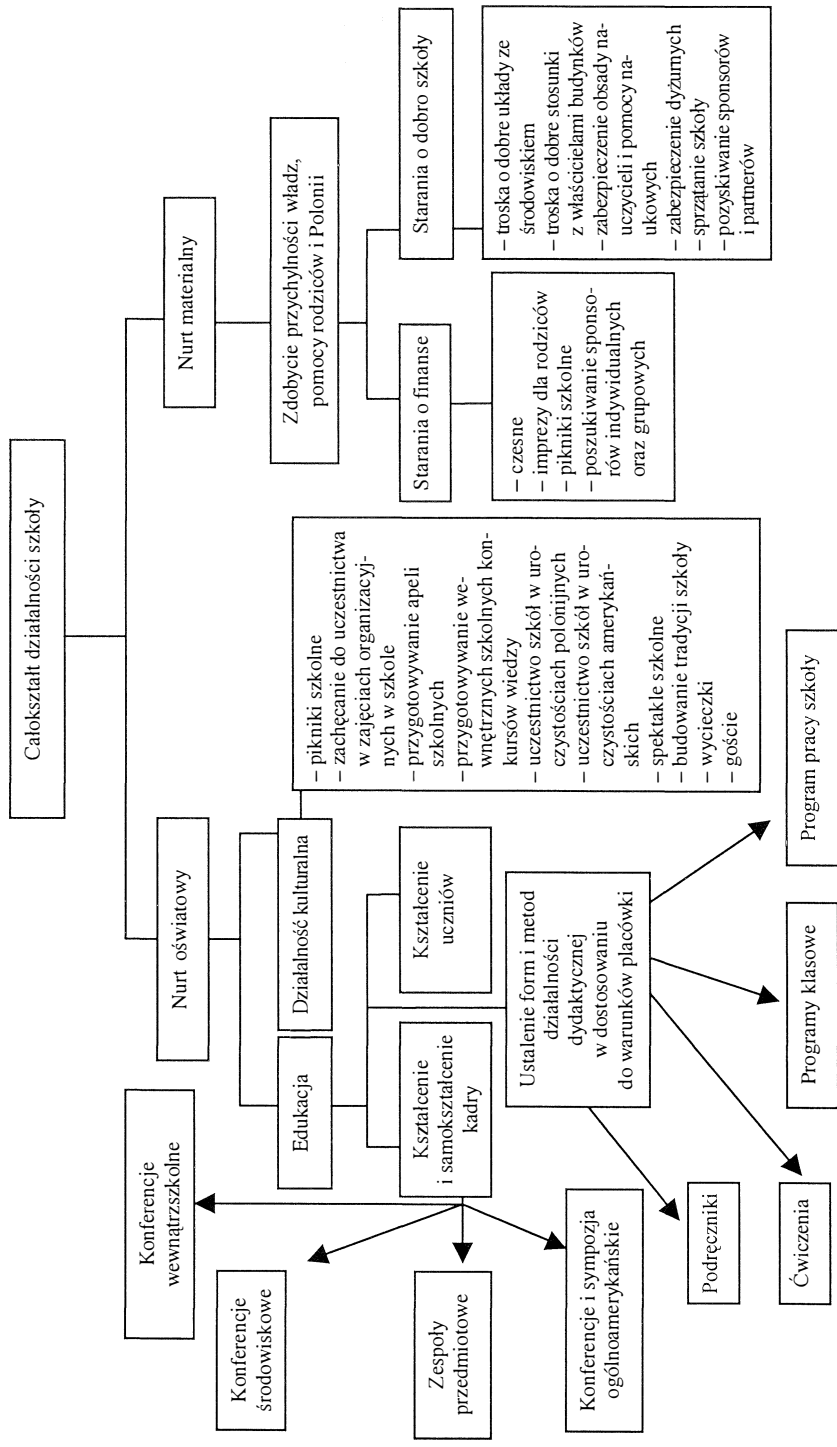 Całokształt działalności szkoły
Nurt oświatowy
Nurt materialny
Konferencje
wewnątrzszkolne
Edukacja
Działalność kulturalna
– pikniki szkolne
– zachęcanie do uczestnictwa
w zajęciach organizacyj-
nych w szkole
– przygotowywanie apeli
szkolnych
– przygotowywanie we-
wnętrznych szkolnych kon-
kursów wiedzy
– uczestnictwo szkół w uro-
czystościach polonijnych
– uczestnictwo szkół w uro-
czystościach amerykań-
skich
– spektakle szkolne
– budowanie tradycji szkoły
– wycieczki
– goście
Zdobycie przychylności władz,
pomocy rodziców i Polonii
Konferencje
środowiskowe
Kształcenie
i samokształcenie
kadry
Kształcenie
uczniów
Starania o finanse
Starania o dobro szkoły
– czesne
– imprezy dla rodziców
– pikniki szkolne
– poszukiwanie sponso-
rów indywidualnych
oraz grupowych
– troska o dobre układy ze
środowiskiem
– troska o dobre stosunki
z właścicielami budynków
– zabezpieczenie obsady na-
uczycieli i pomocy na-
ukowych
– zabezpieczenie dyżurnych
– sprzątanie szkoły
– pozyskiwanie sponsorów
i partnerów
Zespoły
przedmiotowe
Ustalenie form i metod
działalności
dydaktycznej
w dostosowaniu
do warunków placówki
Konferencje i sympozja
ogólnoamerykańskie
Podręczniki
Ćwiczenia
Programy klasowe
Program pracy szkoły